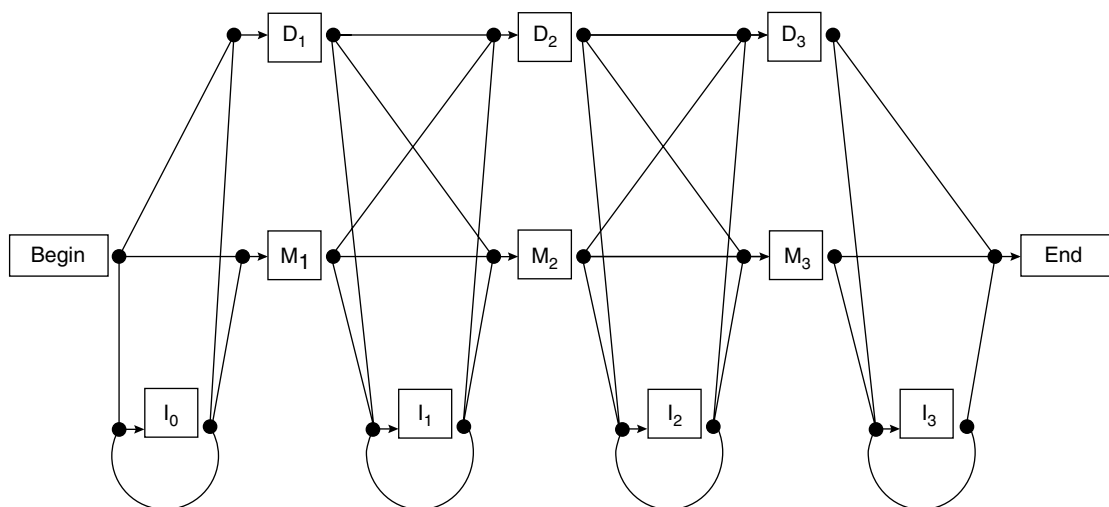 D₁ D₂ D₃
Begin M₁ M₂ M₃ End
I₀ I₁ I₂ I₃